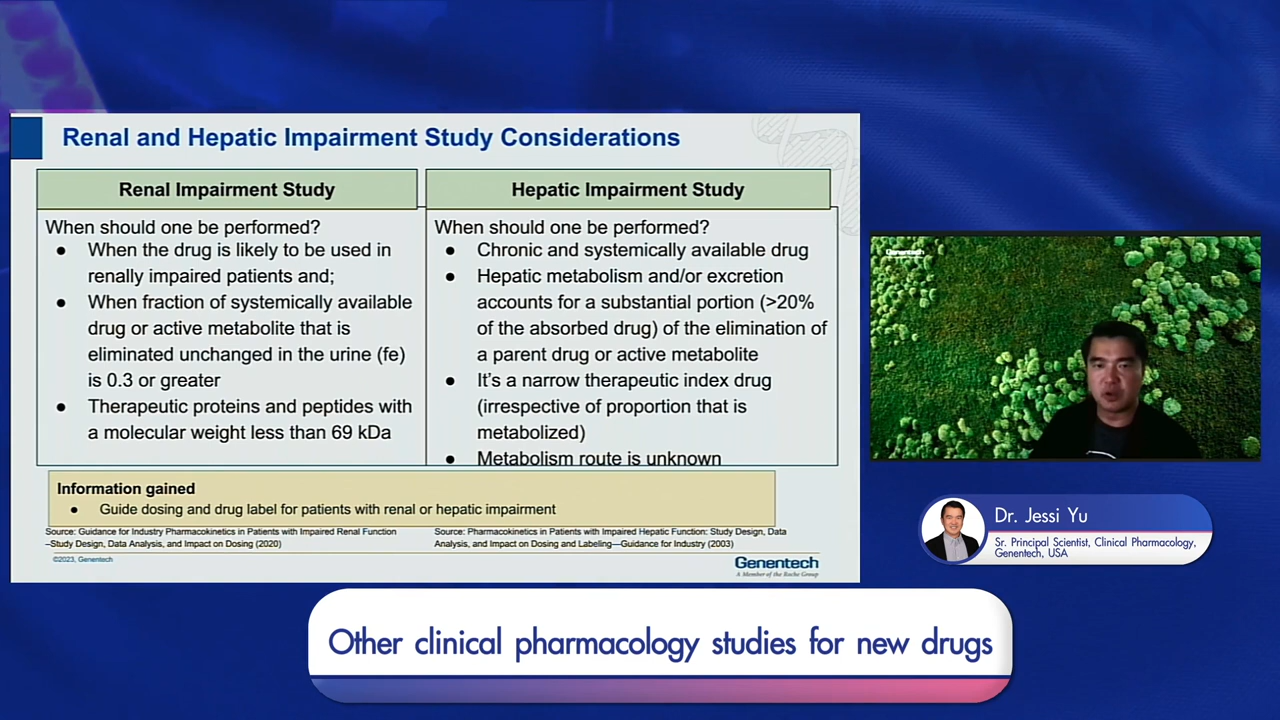 Renal and Hepatic Impairment Study Considerations
Renal Impairment Study
When should one be performed?
● When the drug is likely to be used in
renally impaired patients and;
● When fraction of systemically available
drug or active metabolite that is
eliminated unchanged in the urine (fe)
is 0.3 or greater
● Therapeutic proteins and peptides with
a molecular weight less than 69 kDa
Hepatic Impairment Study
When should one be performed?
● Chronic and systemically available drug
● Hepatic metabolism and/or excretion
accounts for a substantial portion (>20%
of the absorbed drug) of the elimination of
a parent drug or active metabolite
● It's a narrow therapeutic index drug
(irrespective of proportion that is
metabolized)
● Metabolism route is unknown
Information gained
● Guide dosing and drug label for patients with renal or hepatic impairment
Source: Guidance for Industry Pharmacokinetics in Patients with Impaired Renal Function
–Study Design, Data Analysis, and Impact on Dosing (2020)
Source: Pharmacokinetics in Patients with Impaired Hepatic Function: Study Design, Data
Analysis, and Impact on Dosing and Labeling—Guidance for Industry (2003)
©2023, Genentech
Genentech
A Member of the Roche Group
Genentech
Dr. Jessi Yu
Sr. Principal Scientist, Clinical Pharmacology,
Genentech, USA
Other clinical pharmacology studies for new drugs